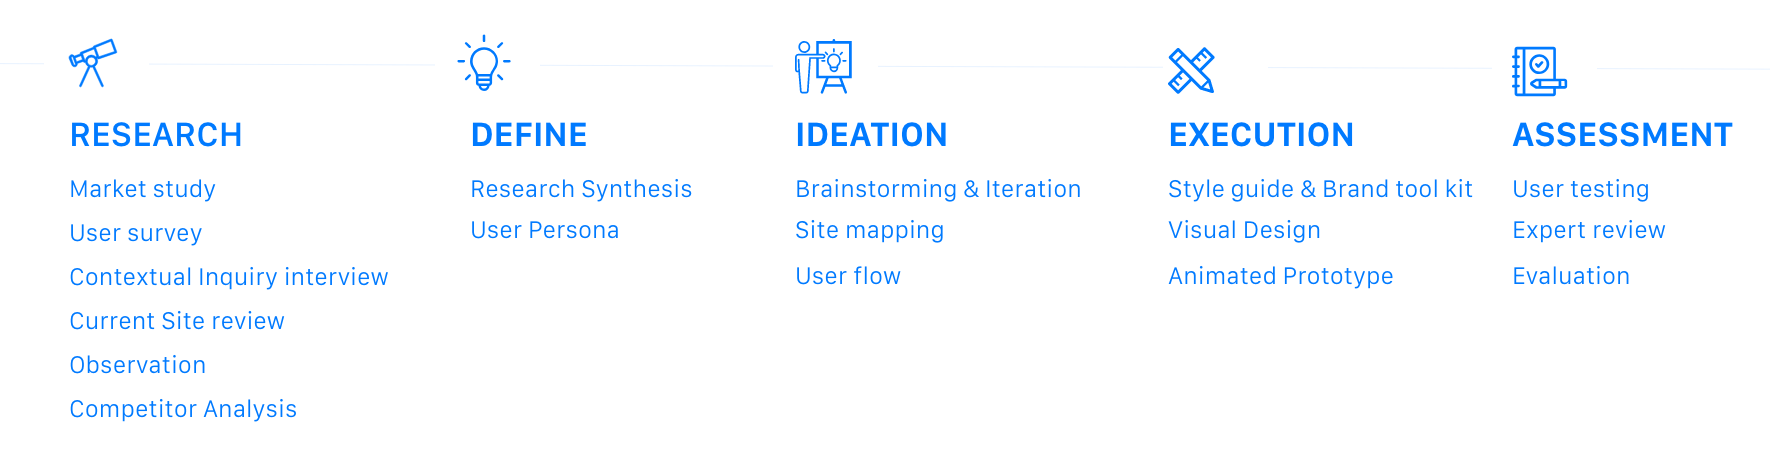 RESEARCH
Market study
User survey
Contextual Inquiry interview
Current Site review
Observation
Competitor Analysis
DEFINE
Research Synthesis
User Persona
IDEATION
Brainstorming & Iteration
Site mapping
User flow
EXECUTION
Style guide & Brand tool kit
Visual Design
Animated Prototype
ASSESSMENT
User testing
Expert review
Evaluation